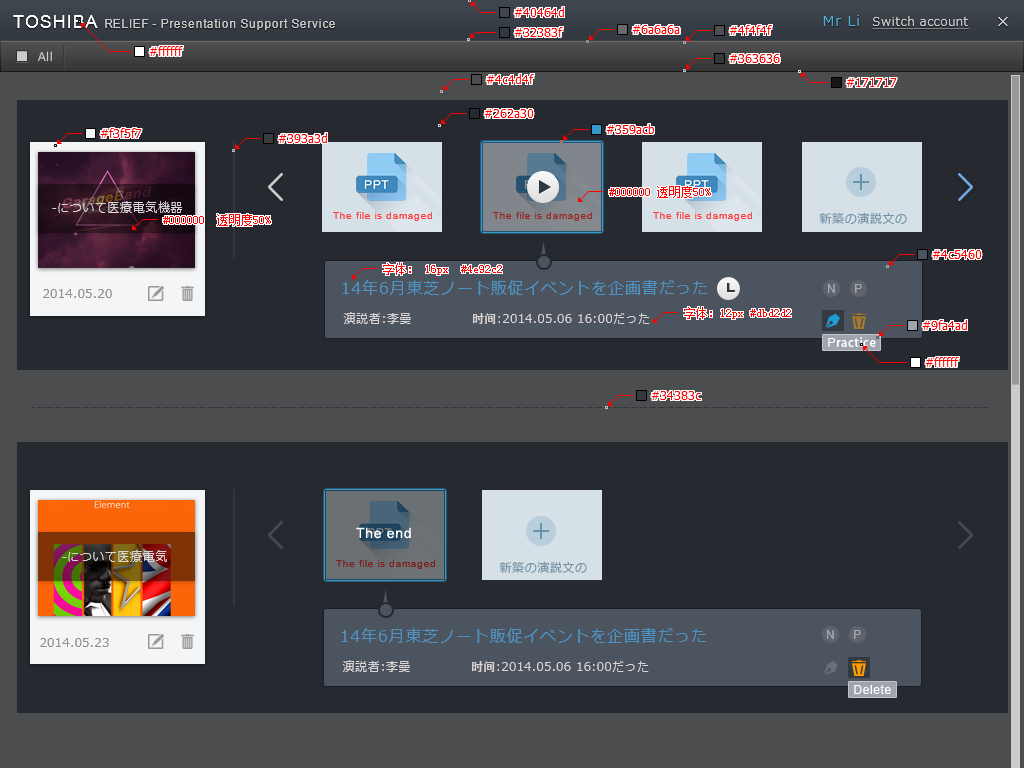 TOSHIBA RELIEF - Presentation Support Service
Mr Li Switch account
#40464d
#32383f
#6a6a6a
#4f4f4f
#ffffff
All
#363636
#4c4d4f
#171717
#262a30
#f3f5f7
#393a3d
#359acb
GarageBand
-について医療電気機器
#000000 透明度50%
2014.05.20
PPT
The file is damaged
PPT
The file is damaged
#000000 透明度50%
PPT
The file is damaged
新築の演説文の
#4c5460
字体: 16px #4e92c2
14年6月東芝ノート販促イベントを企画書だった
N P
演説者:李曼
时间:2014.05.06 16:00だった
字体: 12px #dbd2d2
#9fa4ad
Practice
#ffffff
#34383c
Element
-について医療電気
2014.05.23
The end
The file is damaged
新築の演説文の
14年6月東芝ノート販促イベントを企画書だった
N P
演説者:李曼
时间:2014.05.06 16:00だった
Delete